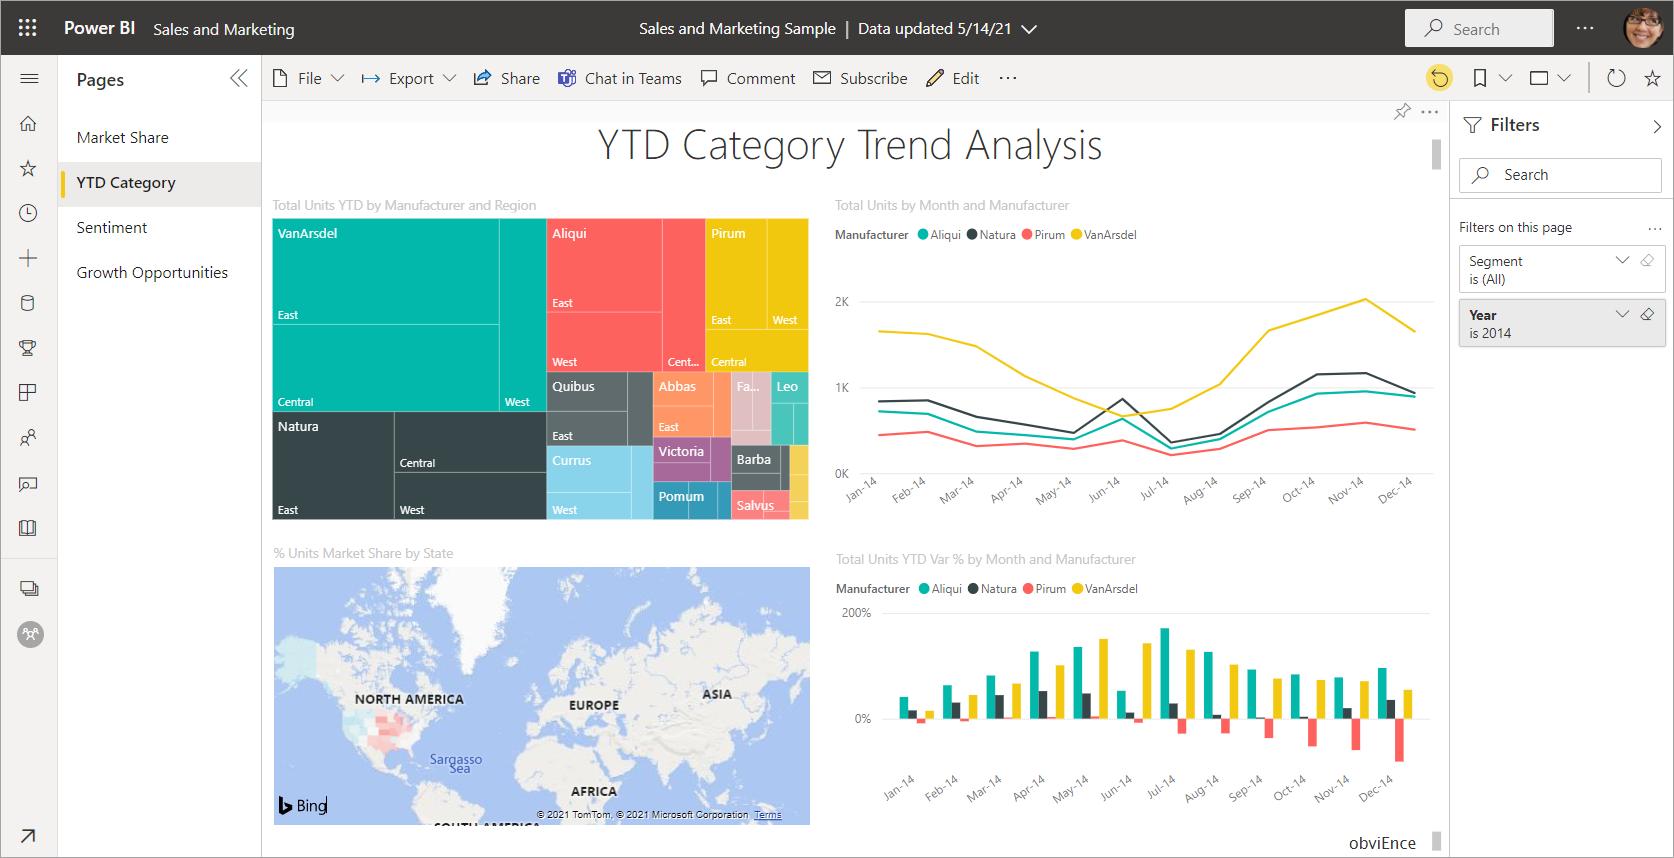 Power BI Sales and Marketing
Sales and Marketing Sample | Data updated 5/14/21
Search
Pages
Market Share
YTD Category
Sentiment
Growth Opportunities
File Export Share Chat in Teams Comment Subscribe Edit
YTD Category Trend Analysis
Total Units YTD by Manufacturer and Region
VanArsdel
East
Central
West
Natura
East
Central
West
Aliqui
East
West
Cent...
Pirum
East
West
Central
Quibus
East
Currus
West
Abbas
East
Victoria
Pomum
Fa...
Leo
Barba
Salvus
Total Units by Month and Manufacturer
Manufacturer Aliqui Natura Pirum VanArsdel
2K
1K
0K
Jan-14 Feb-14 Mar-14 Apr-14 May-14 Jun-14 Jul-14 Aug-14 Sep-14 Oct-14 Nov-14 Dec-14
% Units Market Share by State
NORTH AMERICA
EUROPE
ASIA
Sargasso
Sea
AFRICA
SOUTH AMERICA
Bing
© 2021 TomTom, © 2021 Microsoft Corporation Terms
Total Units YTD Var % by Month and Manufacturer
Manufacturer Aliqui Natura Pirum VanArsdel
200%
0%
Jan-14 Feb-14 Mar-14 Apr-14 May-14 Jun-14 Jul-14 Aug-14 Sep-14 Oct-14 Nov-14 Dec-14
obviEnce
Filters
Search
Filters on this page
Segment
is (All)
Year
is 2014